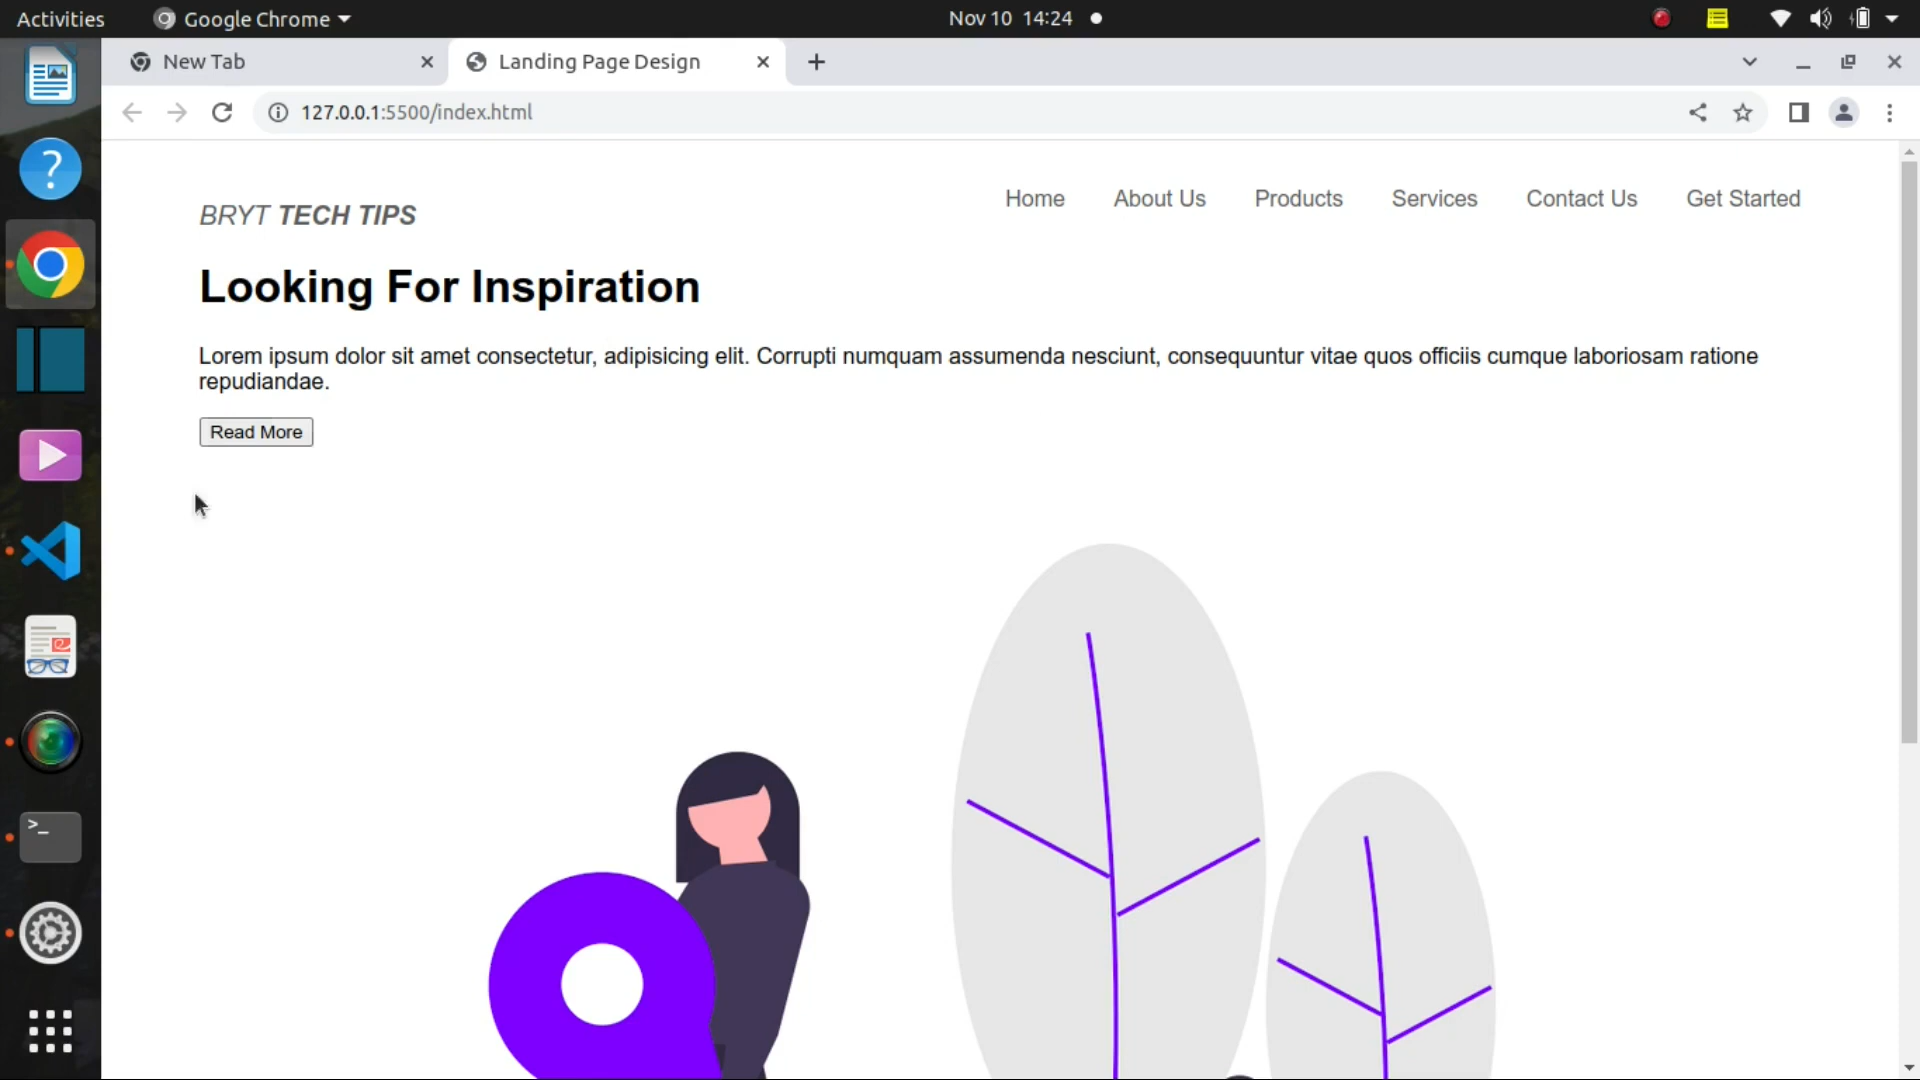 Activities Google Chrome Nov 10 14:24
New Tab Landing Page Design
127.0.0.1:5500/index.html
Home About Us Products Services Contact Us Get Started
BRYT TECH TIPS
Looking For Inspiration
Lorem ipsum dolor sit amet consectetur, adipisicing elit. Corrupti numquam assumenda nesciunt, consequuntur vitae quos officiis cumque laboriosam ratione
repudiandae.
Read More